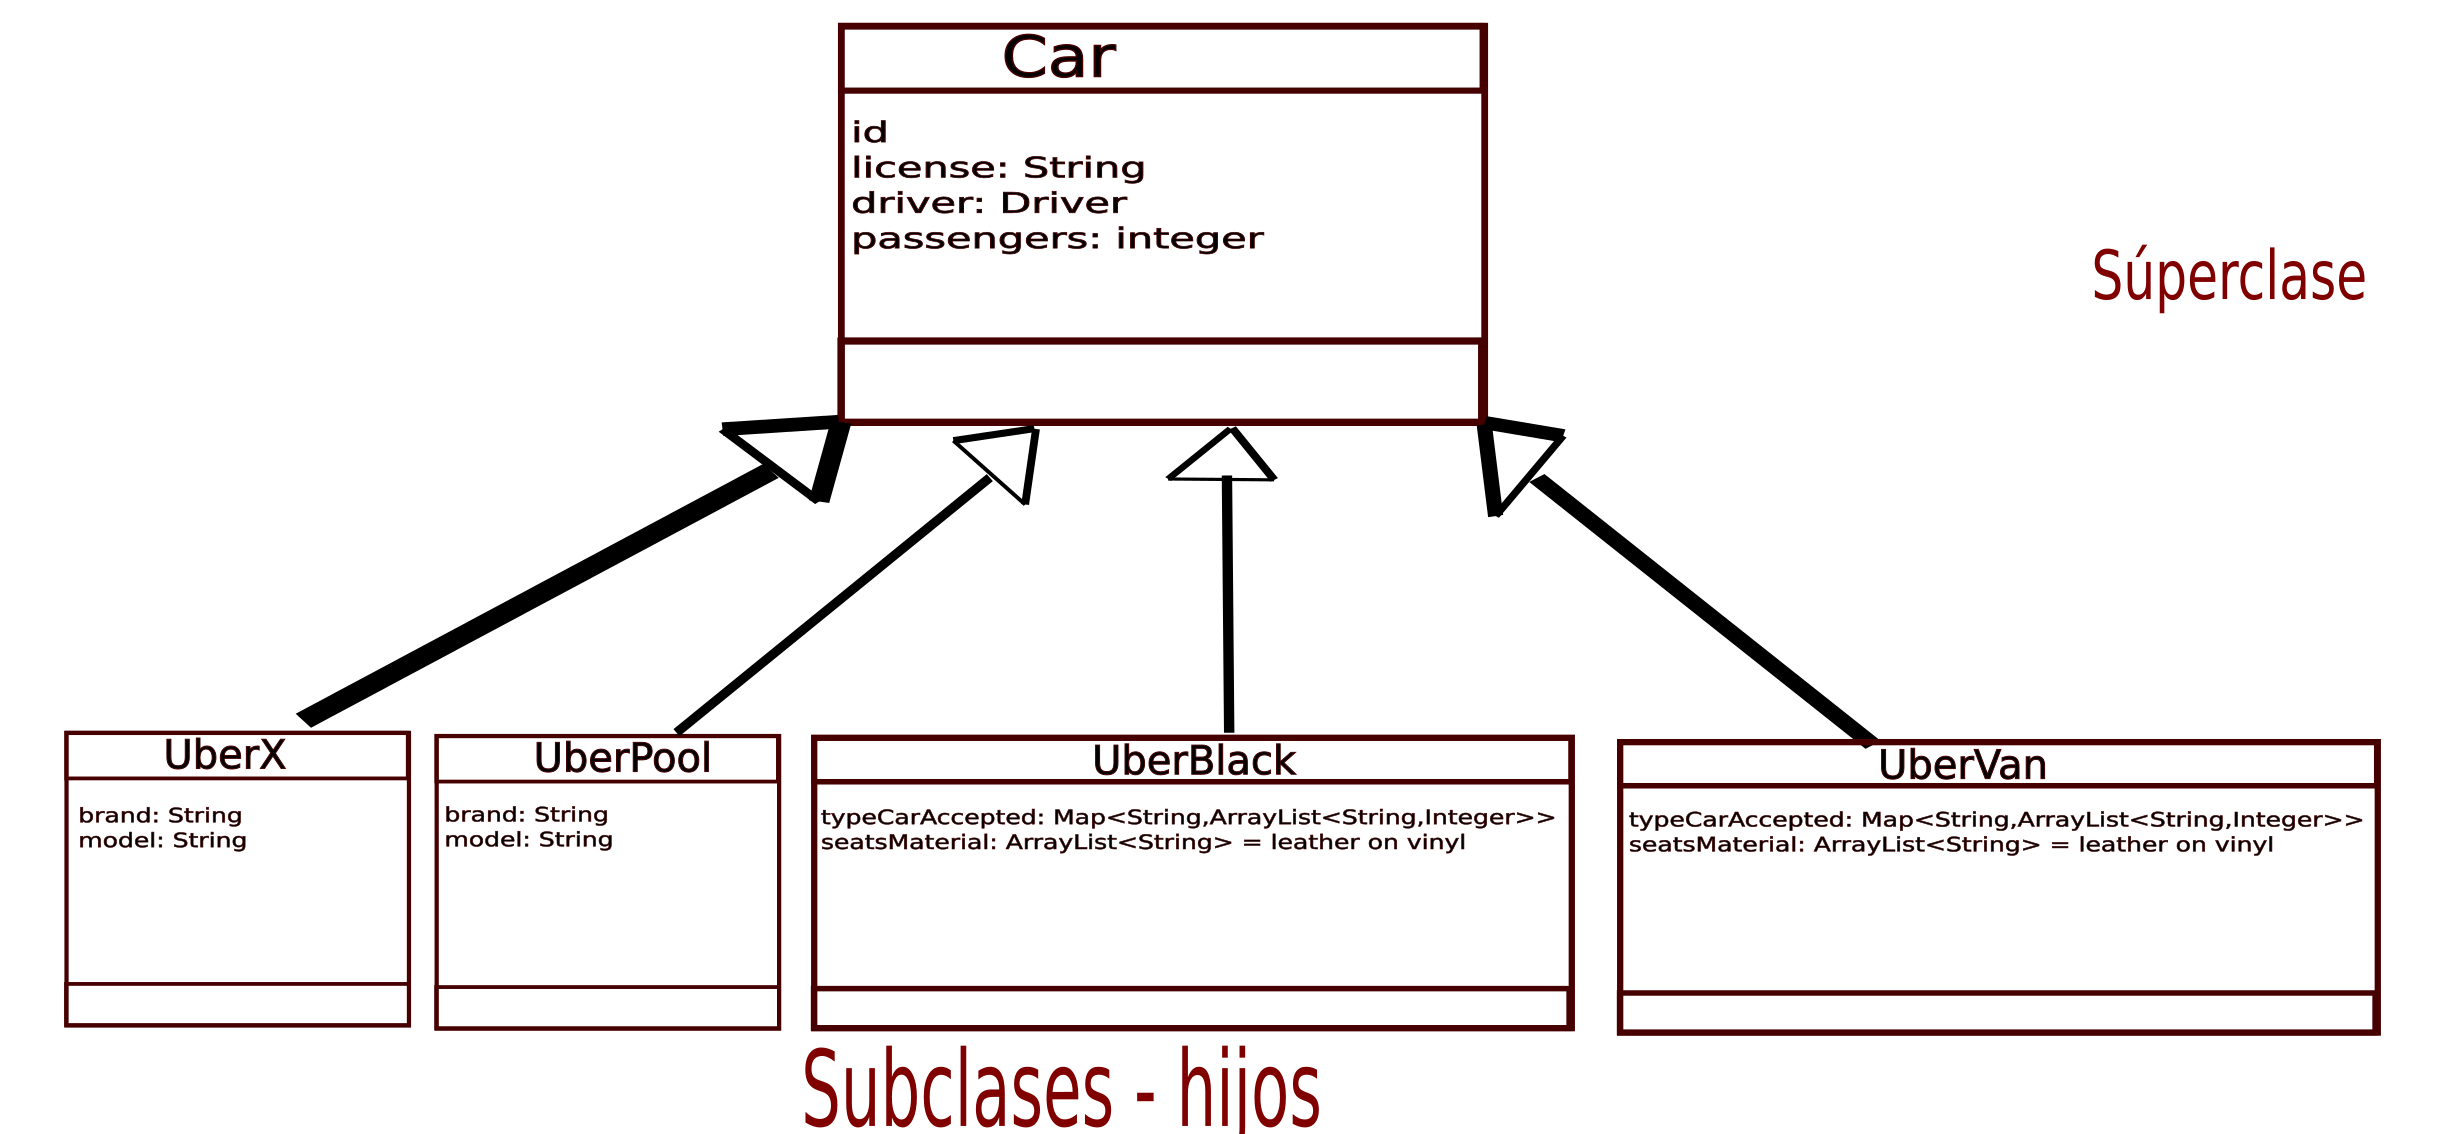 Car
id
license: String
driver: Driver
passengers: integer
Súperclase
UberX
brand: String
model: String
UberPool
brand: String
model: String
UberBlack
typeCarAccepted: Map<String,ArrayList<String,Integer>>
seatsMaterial: ArrayList<String> = leather on vinyl
UberVan
typeCarAccepted: Map<String,ArrayList<String,Integer>>
seatsMaterial: ArrayList<String> = leather on vinyl
Subclases - hijos